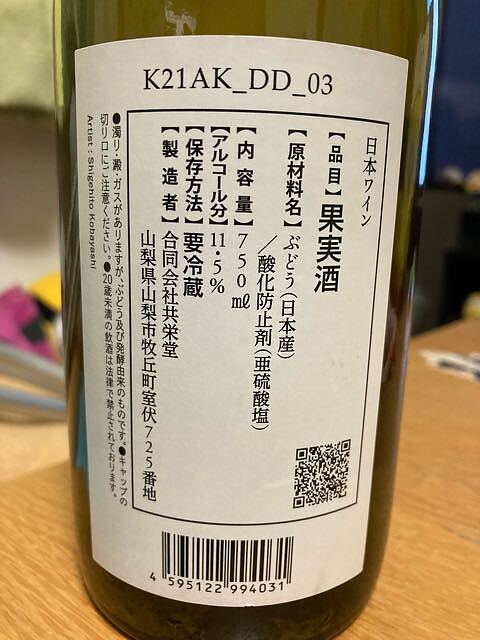 K21AK_DD_03
日本ワイン
【品目】果実酒
【原材料名】ぶどう(日本産)
／酸化防止剤(亜硫酸塩)
【内容量】750㎖
【アルコール分】11・5%
【保存方法】要冷蔵
【製造者】合同会社共栄堂
山梨県山梨市牧丘町室伏725番地
●濁り・澱・ガスがありますが、ぶどう及び発酵由来のものです。●キャップの
切り口にご注意ください。●20歳未満の飲酒は法律で禁止されております。
Artist : Shigehito Kobayashi
4 595122 994031